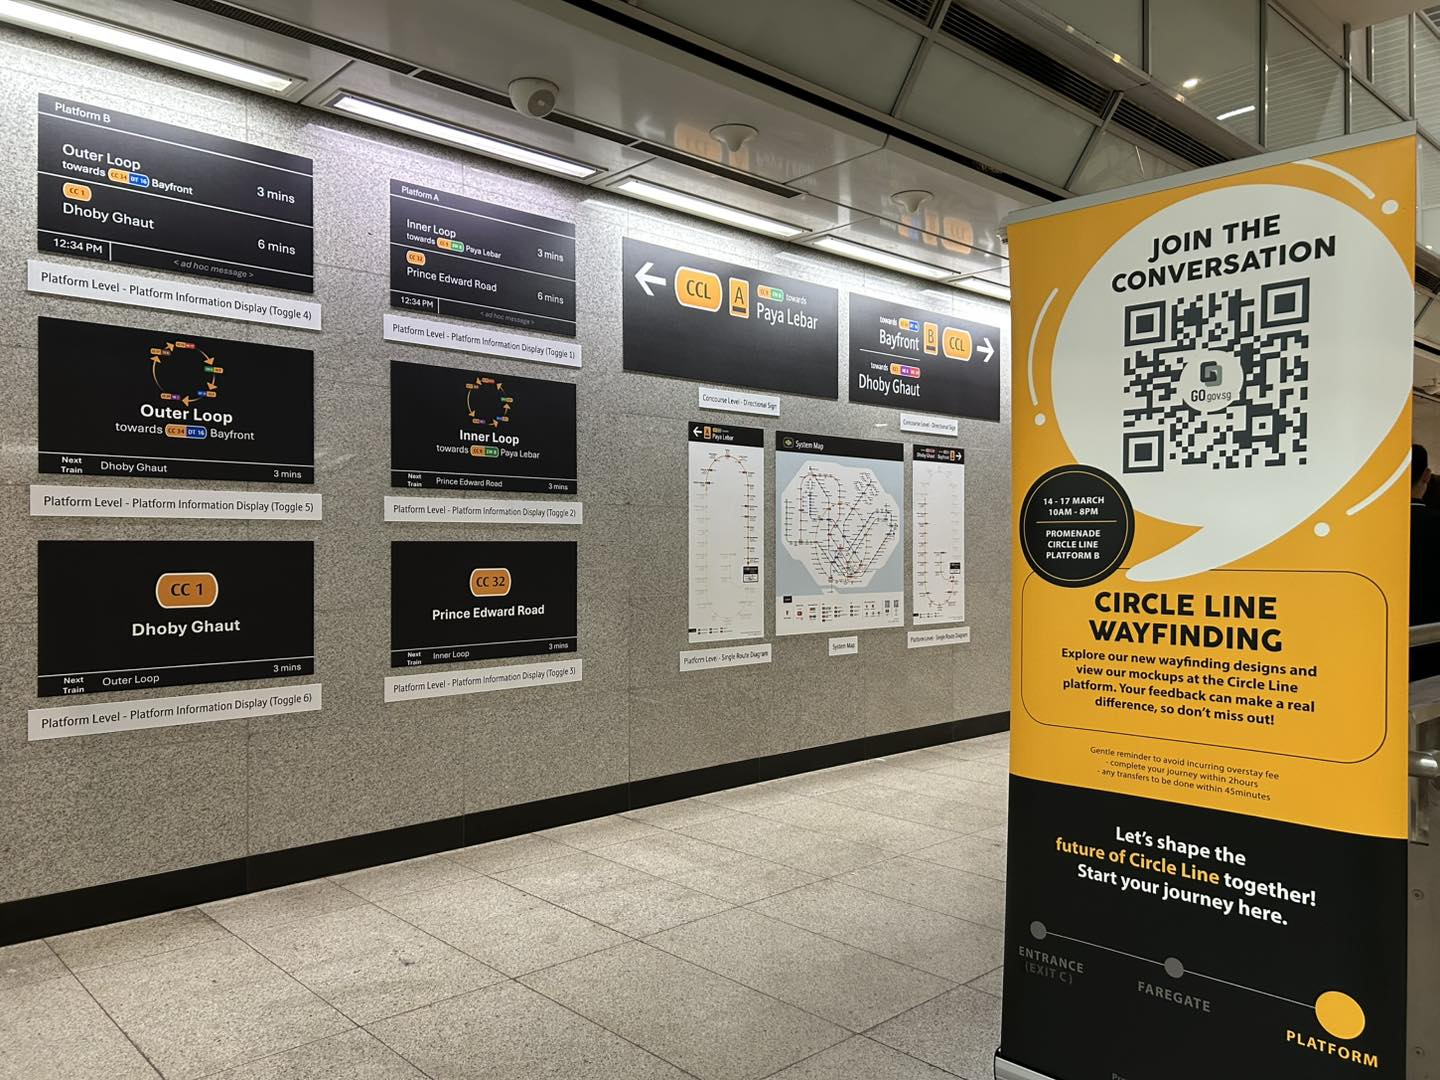 Platform B
Outer Loop
towards CC 34 DT 16 Bayfront
3 mins
CC 1
Dhoby Ghaut
6 mins
12:34 PM
< ad hoc message >
Platform Level - Platform Information Display (Toggle 4)
Outer Loop
towards CC 34 DT 16 Bayfront
Next Train
Dhoby Ghaut
3 mins
Platform Level - Platform Information Display (Toggle 5)
CC 1
Dhoby Ghaut
Next Train
Outer Loop
3 mins
Platform Level - Platform Information Display (Toggle 6)
Platform A
Inner Loop
towards CC 9 EW 8 Paya Lebar
3 mins
CC 32
Prince Edward Road
6 mins
12:34 PM
< ad hoc message >
Platform Level - Platform Information Display (Toggle 1)
Inner Loop
towards CC 9 EW 8 Paya Lebar
Next Train
Prince Edward Road
3 mins
Platform Level - Platform Information Display (Toggle 2)
CC 32
Prince Edward Road
Next Train
Inner Loop
3 mins
Platform Level - Platform Information Display (Toggle 3)
CCL
A
CC 9 EW 8 towards
Paya Lebar
Concourse Level - Directional Sign
towards
Bayfront
B
CCL
towards
Dhoby Ghaut
Concourse Level - Directional Sign
Paya Lebar
Platform Level - Single Route Diagram
System Map
System Map
Dhoby Ghaut
Bayfront
Platform Level - Single Route Diagram
JOIN THE
CONVERSATION
GO gov.sg
14 - 17 MARCH
10AM - 8PM
PROMENADE
CIRCLE LINE
PLATFORM B
CIRCLE LINE
WAYFINDING
Explore our new wayfinding designs and
view our mockups at the Circle Line
platform. Your feedback can make a real
difference, so don't miss out!
Gentle reminder to avoid incurring overstay fee
- complete your journey within 2hours
- any transfers to be done within 45minutes
Let's shape the
future of Circle Line together!
Start your journey here.
ENTRANCE
(EXIT C)
FAREGATE
PLATFORM